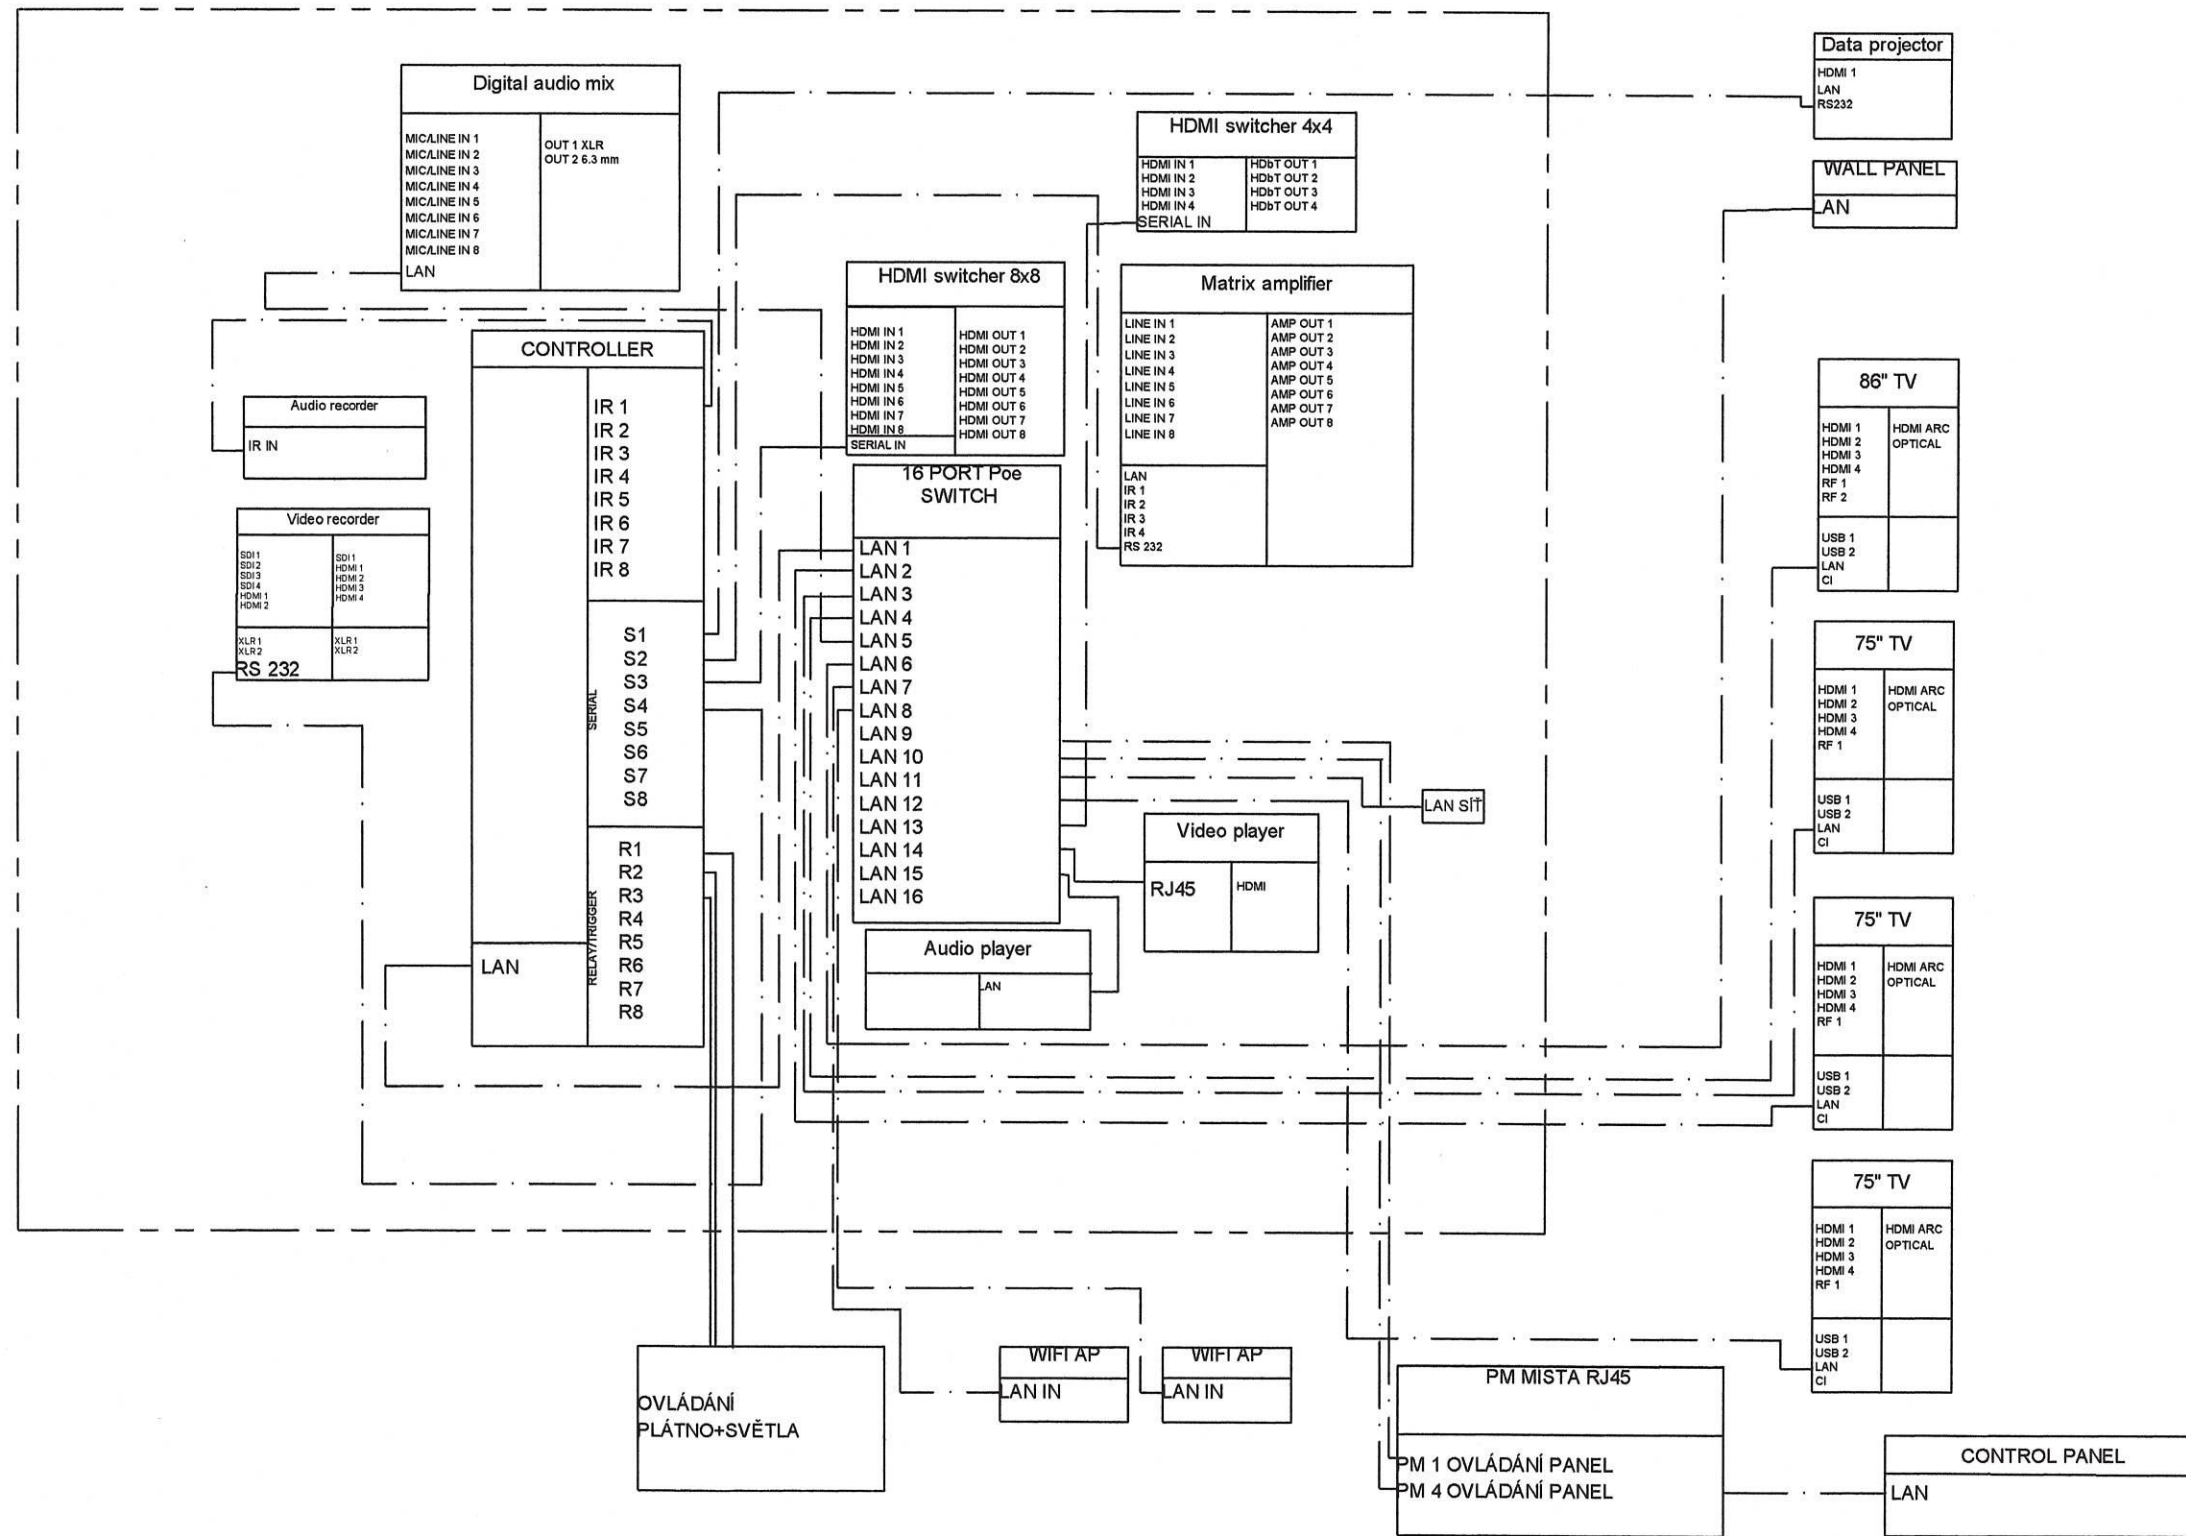 Digital audio mix
MIC/LINE IN 1
MIC/LINE IN 2
MIC/LINE IN 3
MIC/LINE IN 4
MIC/LINE IN 5
MIC/LINE IN 6
MIC/LINE IN 7
MIC/LINE IN 8
LAN
OUT 1 XLR
OUT 2 6.3 mm
Data projector
HDMI 1
LAN
RS232
HDMI switcher 4x4
HDMI IN 1
HDMI IN 2
HDMI IN 3
HDMI IN 4
SERIAL IN
HDbT OUT 1
HDbT OUT 2
HDbT OUT 3
HDbT OUT 4
WALL PANEL
LAN
HDMI switcher 8x8
HDMI IN 1
HDMI IN 2
HDMI IN 3
HDMI IN 4
HDMI IN 5
HDMI IN 6
HDMI IN 7
HDMI IN 8
SERIAL IN
HDMI OUT 1
HDMI OUT 2
HDMI OUT 3
HDMI OUT 4
HDMI OUT 5
HDMI OUT 6
HDMI OUT 7
HDMI OUT 8
Matrix amplifier
LINE IN 1
LINE IN 2
LINE IN 3
LINE IN 4
LINE IN 5
LINE IN 6
LINE IN 7
LINE IN 8
AMP OUT 1
AMP OUT 2
AMP OUT 3
AMP OUT 4
AMP OUT 5
AMP OUT 6
AMP OUT 7
AMP OUT 8
LAN
IR 1
IR 2
IR 3
IR 4
RS 232
CONTROLLER
IR 1
IR 2
IR 3
IR 4
IR 5
IR 6
IR 7
IR 8
SERIAL
S1
S2
S3
S4
S5
S6
S7
S8
RELAY/TRIGGER
R1
R2
R3
R4
R5
R6
R7
R8
LAN
Audio recorder
IR IN
Video recorder
SDI 1
SDI 2
SDI 3
SDI 4
HDMI 1
HDMI 2
SDI 1
HDMI 1
HDMI 2
HDMI 3
HDMI 4
XLR 1
XLR 2
RS 232
XLR 1
XLR 2
16 PORT Poe
SWITCH
LAN 1
LAN 2
LAN 3
LAN 4
LAN 5
LAN 6
LAN 7
LAN 8
LAN 9
LAN 10
LAN 11
LAN 12
LAN 13
LAN 14
LAN 15
LAN 16
86" TV
HDMI 1
HDMI 2
HDMI 3
HDMI 4
RF 1
RF 2
HDMI ARC
OPTICAL
USB 1
USB 2
LAN
CI
75" TV
HDMI 1
HDMI 2
HDMI 3
HDMI 4
RF 1
HDMI ARC
OPTICAL
USB 1
USB 2
LAN
CI
LAN SÍŤ
Video player
RJ45
HDMI
Audio player
LAN
75" TV
HDMI 1
HDMI 2
HDMI 3
HDMI 4
RF 1
HDMI ARC
OPTICAL
USB 1
USB 2
LAN
CI
75" TV
HDMI 1
HDMI 2
HDMI 3
HDMI 4
RF 1
HDMI ARC
OPTICAL
USB 1
USB 2
LAN
CI
OVLÁDÁNÍ
PLÁTNO+SVĚTLA
WIFI AP
LAN IN
WIFI AP
LAN IN
PM MISTA RJ45
PM 1 OVLÁDÁNÍ PANEL
PM 4 OVLÁDÁNÍ PANEL
CONTROL PANEL
LAN